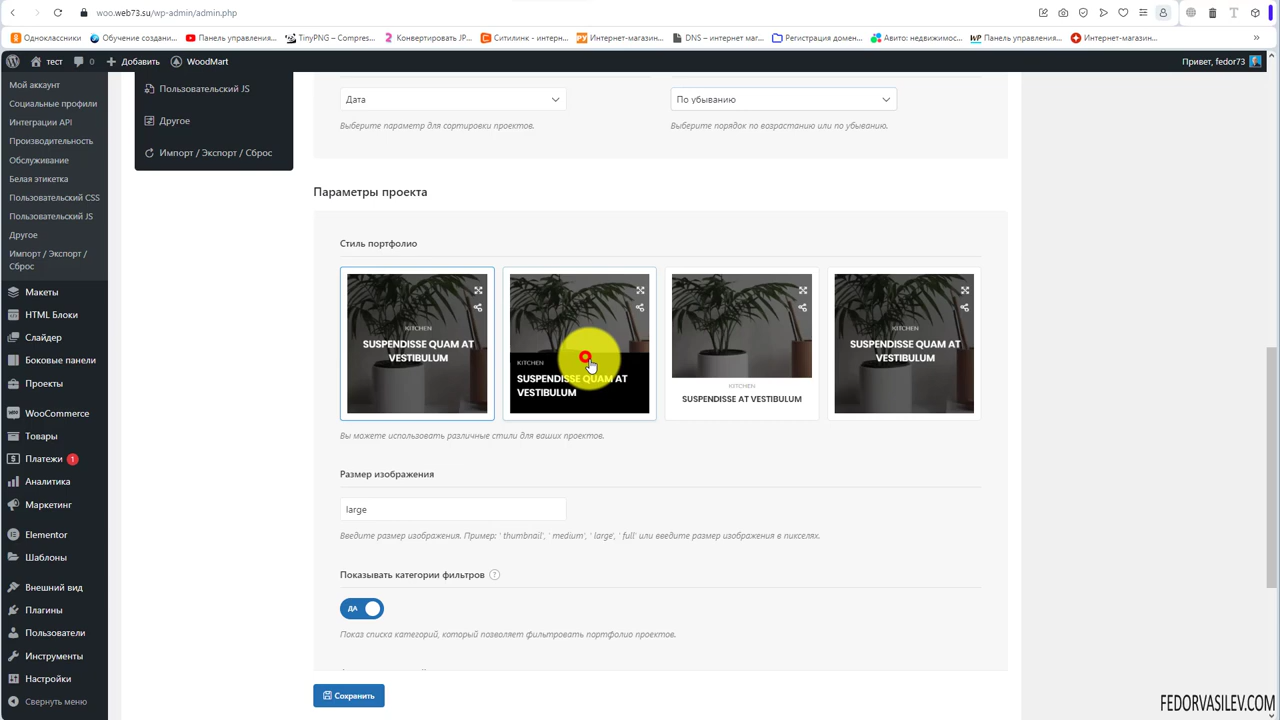 woo.web73.su/wp-admin/admin.php
Одноклассники
Обучение создани...
Панель управления...
TinyPNG – Compres...
Конвертировать JP...
Ситилинк - интерн...
Интернет-магазин...
DNS – интернет маг...
Регистрация домен...
Авито: недвижимос...
Панель управления...
Интернет-магазин...
тест
0
Добавить
WoodMart
Привет, fedor73
Мой аккаунт
Социальные профили
Интеграции API
Производительность
Обслуживание
Белая этикетка
Пользовательский CSS
Пользовательский JS
Другое
Импорт / Экспорт /
Сброс
Макеты
HTML Блоки
Слайдер
Боковые панели
Проекты
WooCommerce
Товары
Платежи 1
Аналитика
Маркетинг
Elementor
Шаблоны
Внешний вид
Плагины
Пользователи
Инструменты
Настройки
Свернуть меню
Пользовательский JS
Другое
Импорт / Экспорт / Сброс
Дата
Выберите параметр для сортировки проектов.
По убыванию
Выберите порядок по возрастанию или по убыванию.
Параметры проекта
Стиль портфолио
KITCHEN
SUSPENDISSE QUAM AT
VESTIBULUM
KITCHEN
SUSPENDISSE QUAM AT
VESTIBULUM
KITCHEN
SUSPENDISSE AT VESTIBULUM
KITCHEN
SUSPENDISSE QUAM AT
VESTIBULUM
Вы можете использовать различные стили для ваших проектов.
Размер изображения
large
Введите размер изображения. Пример: ' thumbnail', ' medium', ' large', ' full' или введите размер изображения в пикселях.
Показывать категории фильтров ?
ДА
Показ списка категорий, который позволяет фильтровать портфолио проектов.
Сохранить
FEDORVASILEV.COM